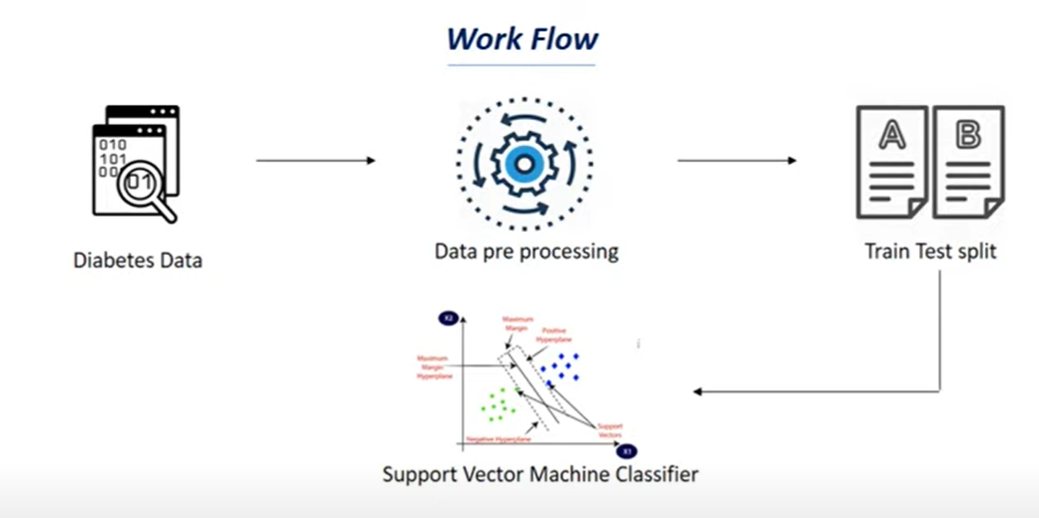 Work Flow
010
101
00
01
A
B
Diabetes Data
Data pre processing
Train Test split
X2
Maximum
Margin
Positive
Hyperplane
Maximum
Margin
Hyperplane
Support
Vectors
Negative Hyperplane
X1
Support Vector Machine Classifier